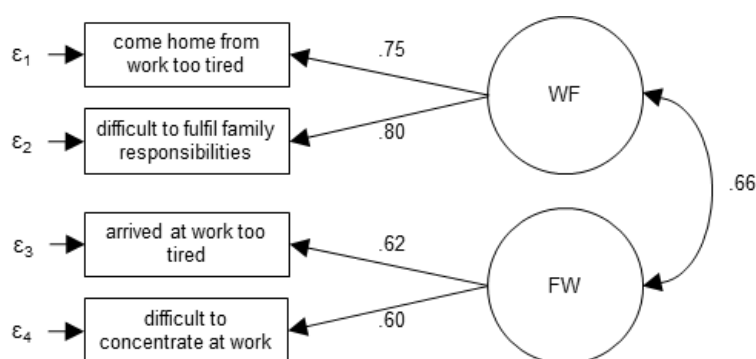 ε1
come home from
work too tired
.75
WF
ε2
difficult to fulfil family
responsibilities
.80
.66
ε3
arrived at work too
tired
.62
FW
ε4
difficult to
concentrate at work
.60